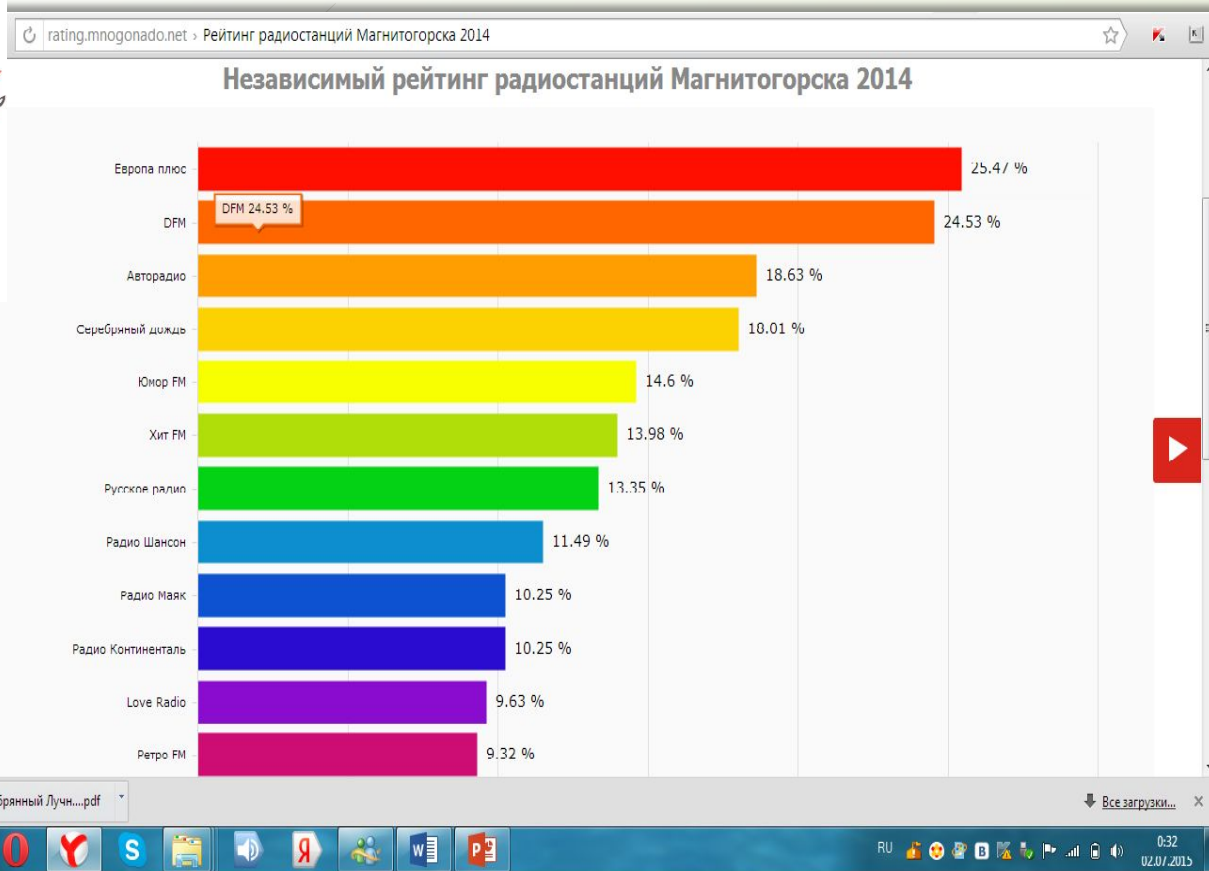 rating.mnogonado.net › Рейтинг радиостанций Магнитогорска 2014
Независимый рейтинг радиостанций Магнитогорска 2014
Европа плюс 25.47 %
DFM 24.53 %
DFM 24.53 %
Авторадио 18.63 %
Серебряный дождь 18.01 %
Юмор FM 14.6 %
Хит FM 13.98 %
Русское радио 13.35 %
Радио Шансон 11.49 %
Радио Маяк 10.25 %
Радио Континенталь 10.25 %
Love Radio 9.63 %
Ретро FM 9.32 %
брянный Лучн....pdf
Все загрузки...
RU
0:32
02.07.2015